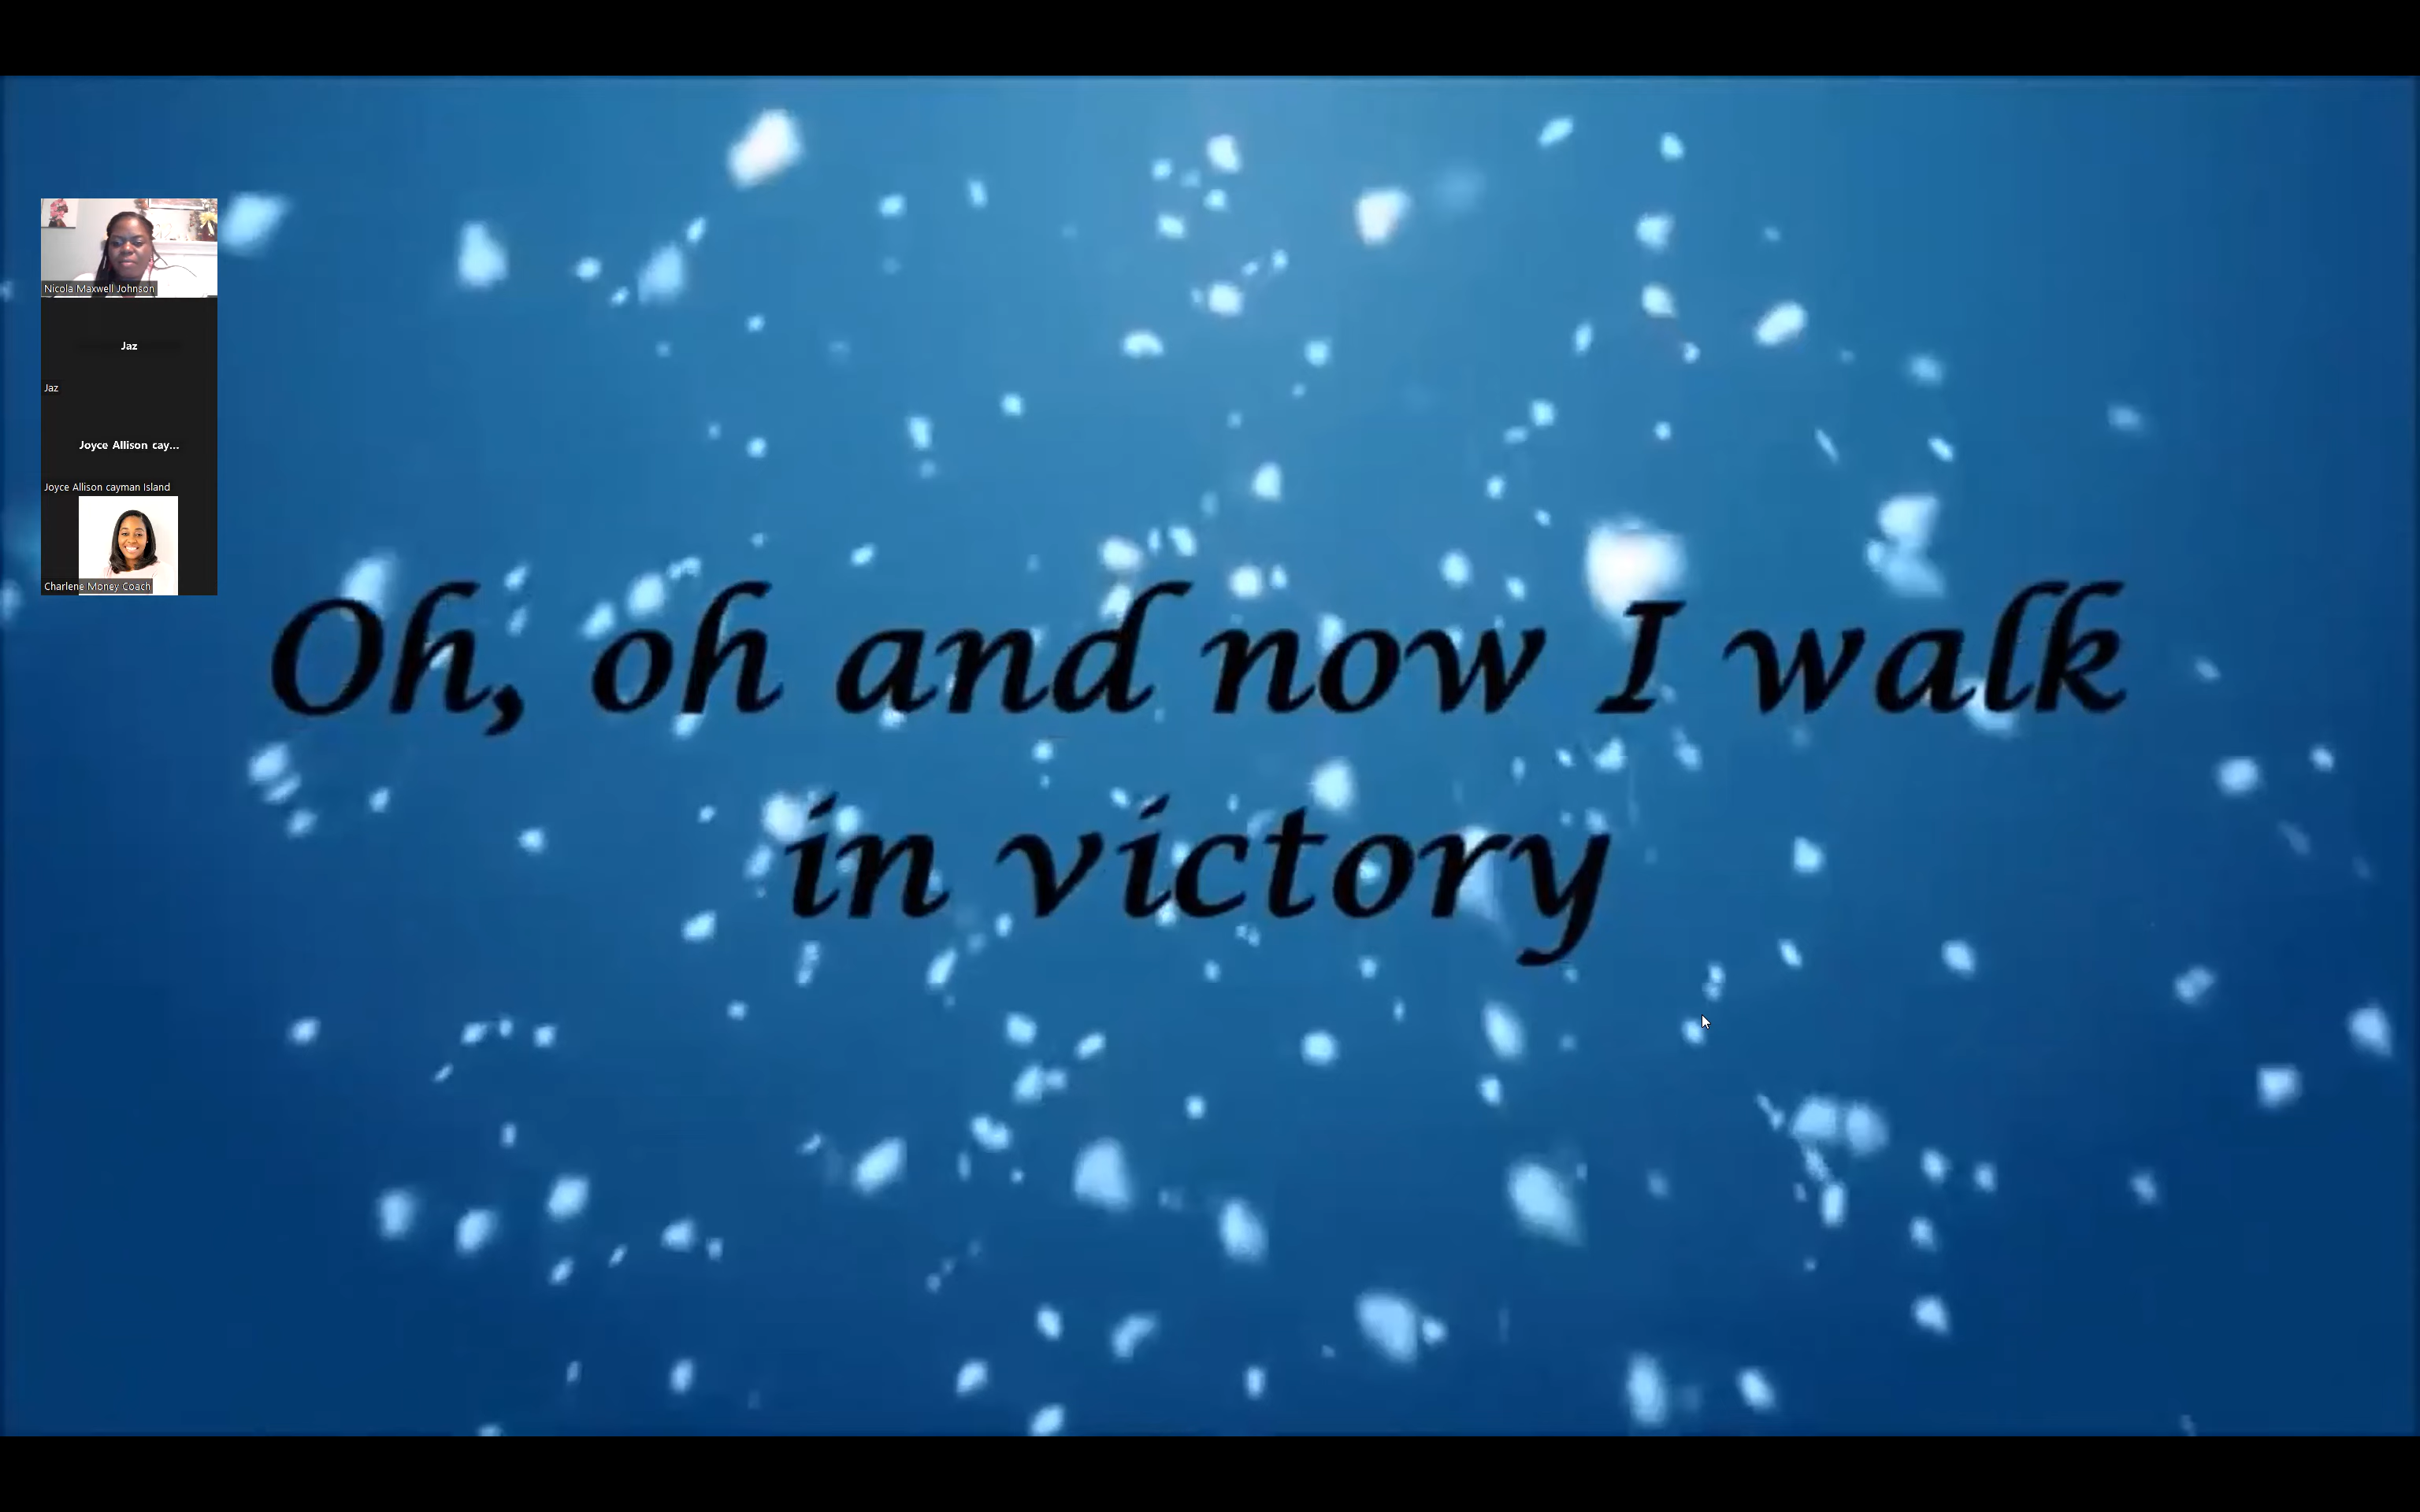 Nicola Maxwell Johnson
Jaz
Jaz
Joyce Allison cay...
Joyce Allison cayman Island
Charlene Money Coach
Oh, oh and now I walk
in victory